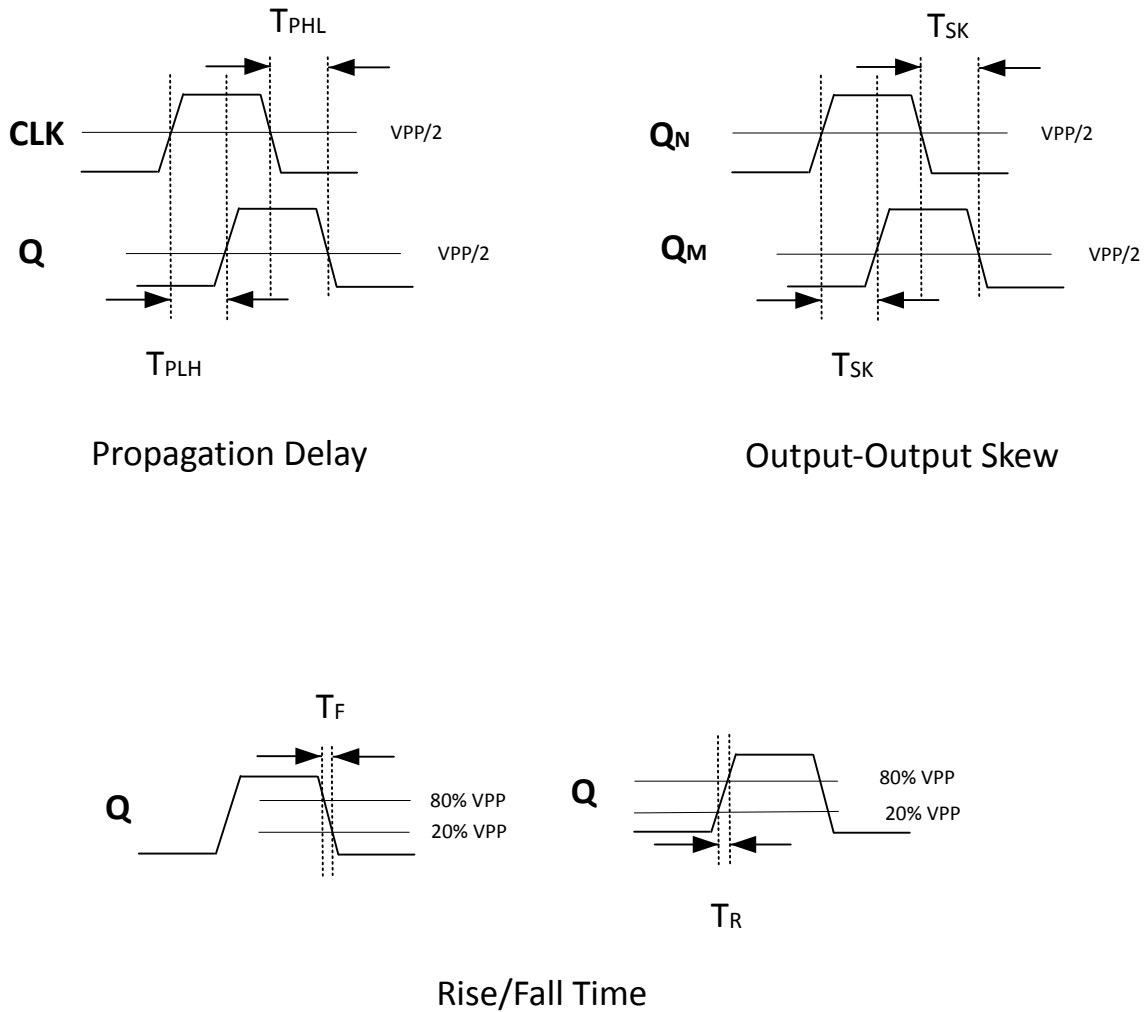 TPHL
CLK
VPP/2
Q
VPP/2
TPLH
Propagation Delay
TSK
QN
VPP/2
QM
VPP/2
TSK
Output-Output Skew
TF
Q
80% VPP
20% VPP
Q
80% VPP
20% VPP
TR
Rise/Fall Time